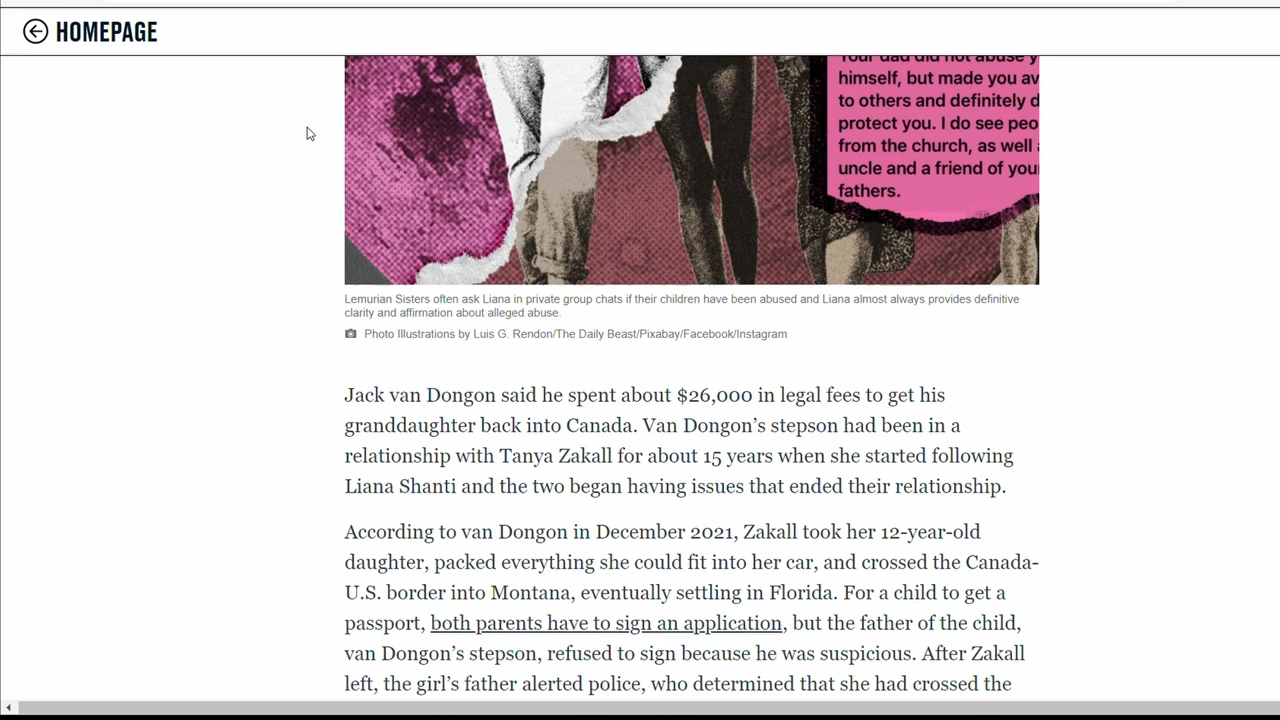 HOMEPAGE
Your dad did not abuse y
himself, but made you av
to others and definitely d
protect you. I do see peo
from the church, as well
uncle and a friend of you
fathers.
Lemurian Sisters often ask Liana in private group chats if their children have been abused and Liana almost always provides definitive
clarity and affirmation about alleged abuse.
Photo Illustrations by Luis G. Rendon/The Daily Beast/Pixabay/Facebook/Instagram
Jack van Dongon said he spent about $26,000 in legal fees to get his
granddaughter back into Canada. Van Dongon’s stepson had been in a
relationship with Tanya Zakall for about 15 years when she started following
Liana Shanti and the two began having issues that ended their relationship.
According to van Dongon in December 2021, Zakall took her 12-year-old
daughter, packed everything she could fit into her car, and crossed the Canada-
U.S. border into Montana, eventually settling in Florida. For a child to get a
passport, both parents have to sign an application, but the father of the child,
van Dongon’s stepson, refused to sign because he was suspicious. After Zakall
left, the girl’s father alerted police, who determined that she had crossed the